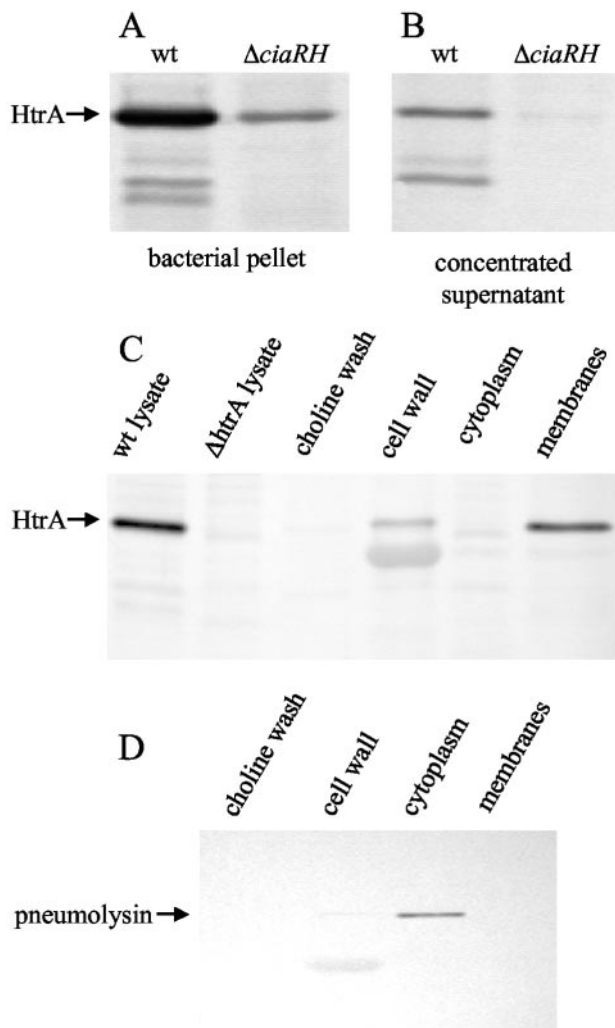 A
B
wt
ΔciaRH
wt
ΔciaRH
HtrA
bacterial pellet
concentrated
supernatant
C
wt lysate
ΔhtrA lysate
choline wash
cell wall
cytoplasm
membranes
HtrA
D
choline wash
cell wall
cytoplasm
membranes
pneumolysin